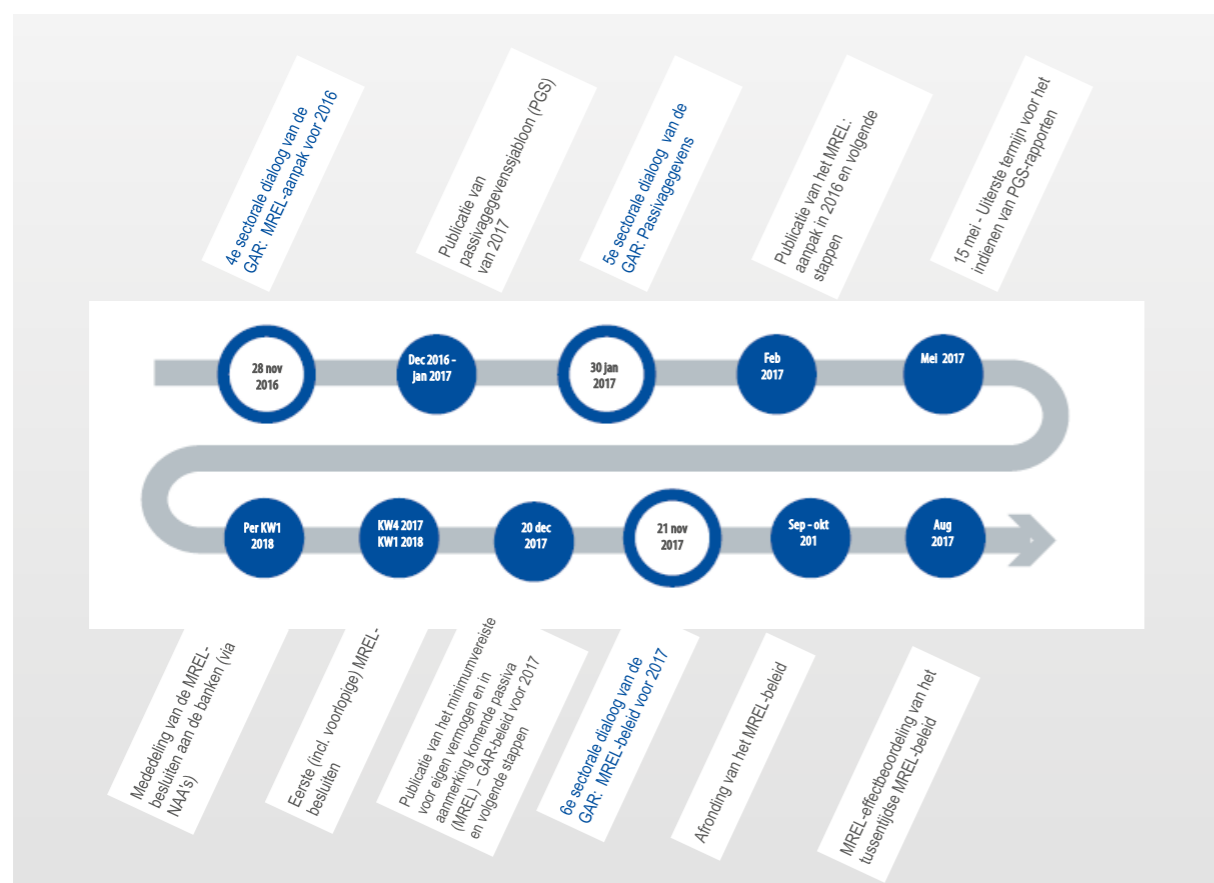 4e sectorale dialoog van de
GAR: MREL-aanpak voor 2016
Publicatie van
passivagegevenssjabloon (PGS)
van 2017
5e sectorale dialoog van de
GAR: Passivagegevens
Publicatie van het MREL:
aanpak in 2016 en volgende
stappen
15 mei - Uiterste termijn voor het
indienen van PGS-rapporten
28 nov
2016
Dec 2016 –
Jan 2017
30 jan
2017
Feb
2017
Mei 2017
Per KW1
2018
KW4 2017
KW1 2018
20 dec
2017
21 nov
2017
Sep – okt
201
Aug
2017
Mededeling van de MREL-
besluiten aan de banken (via
NAA's)
Eerste (incl. voorlopige) MREL-
besluiten
Publicatie van het minimumvereiste
voor eigen vermogen en in
aanmerking komende passiva
(MREL) – GAR-beleid voor 2017
en volgende stappen
6e sectorale dialoog van de
GAR: MREL-beleid voor 2017
Afronding van het MREL-beleid
MREL-effectbeoordeling van het
tussentijdse MREL-beleid